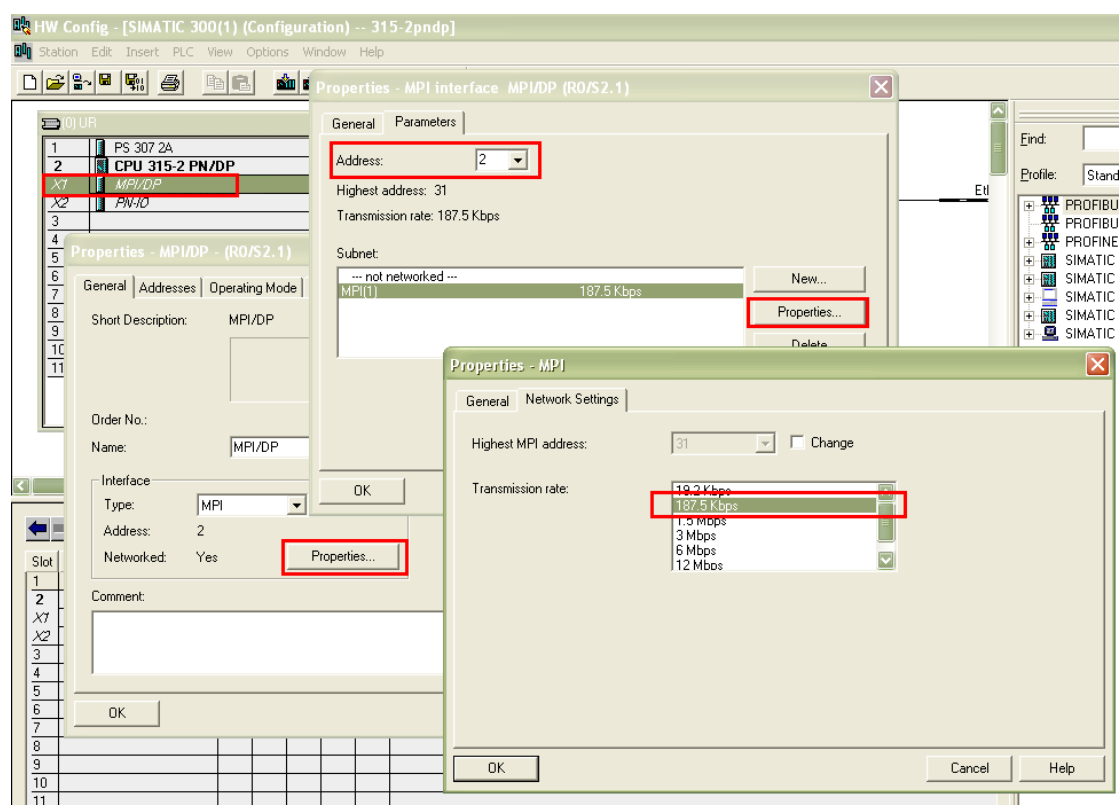 HW Config - [SIMATIC 300(1) (Configuration) -- 315-2pndp]
Station Edit Insert PLC View Options Window Help
(0) UR
1 PS 307 2A
2 CPU 315-2 PN/DP
X1 MPI/DP
X2 PN-IO
3
4
5
6
7
8
9
10
11
Properties - MPI interface MPI/DP (R0/S2.1)
General Parameters
Address: 2
Highest address: 31
Transmission rate: 187.5 Kbps
Subnet:
--- not networked ---
MPI(1) 187.5 Kbps
New...
Properties...
Delete
OK
Find:
Profile: Stand
PROFIBU
PROFIBU
PROFINE
SIMATIC
SIMATIC
SIMATIC
SIMATIC
SIMATIC
Properties - MPI/DP - (R0/S2.1)
General Addresses Operating Mode
Short Description: MPI/DP
Order No.:
Name: MPI/DP
Interface
Type: MPI
Address: 2
Networked: Yes
Properties...
Comment:
OK
Properties - MPI
General Network Settings
Highest MPI address: 31 Change
Transmission rate:
19.2 Kbps
187.5 Kbps
1.5 Mbps
3 Mbps
6 Mbps
12 Mbps
OK Cancel Help
Slot
1
2
X1
X2
3
4
5
6
7
8
9
10
11